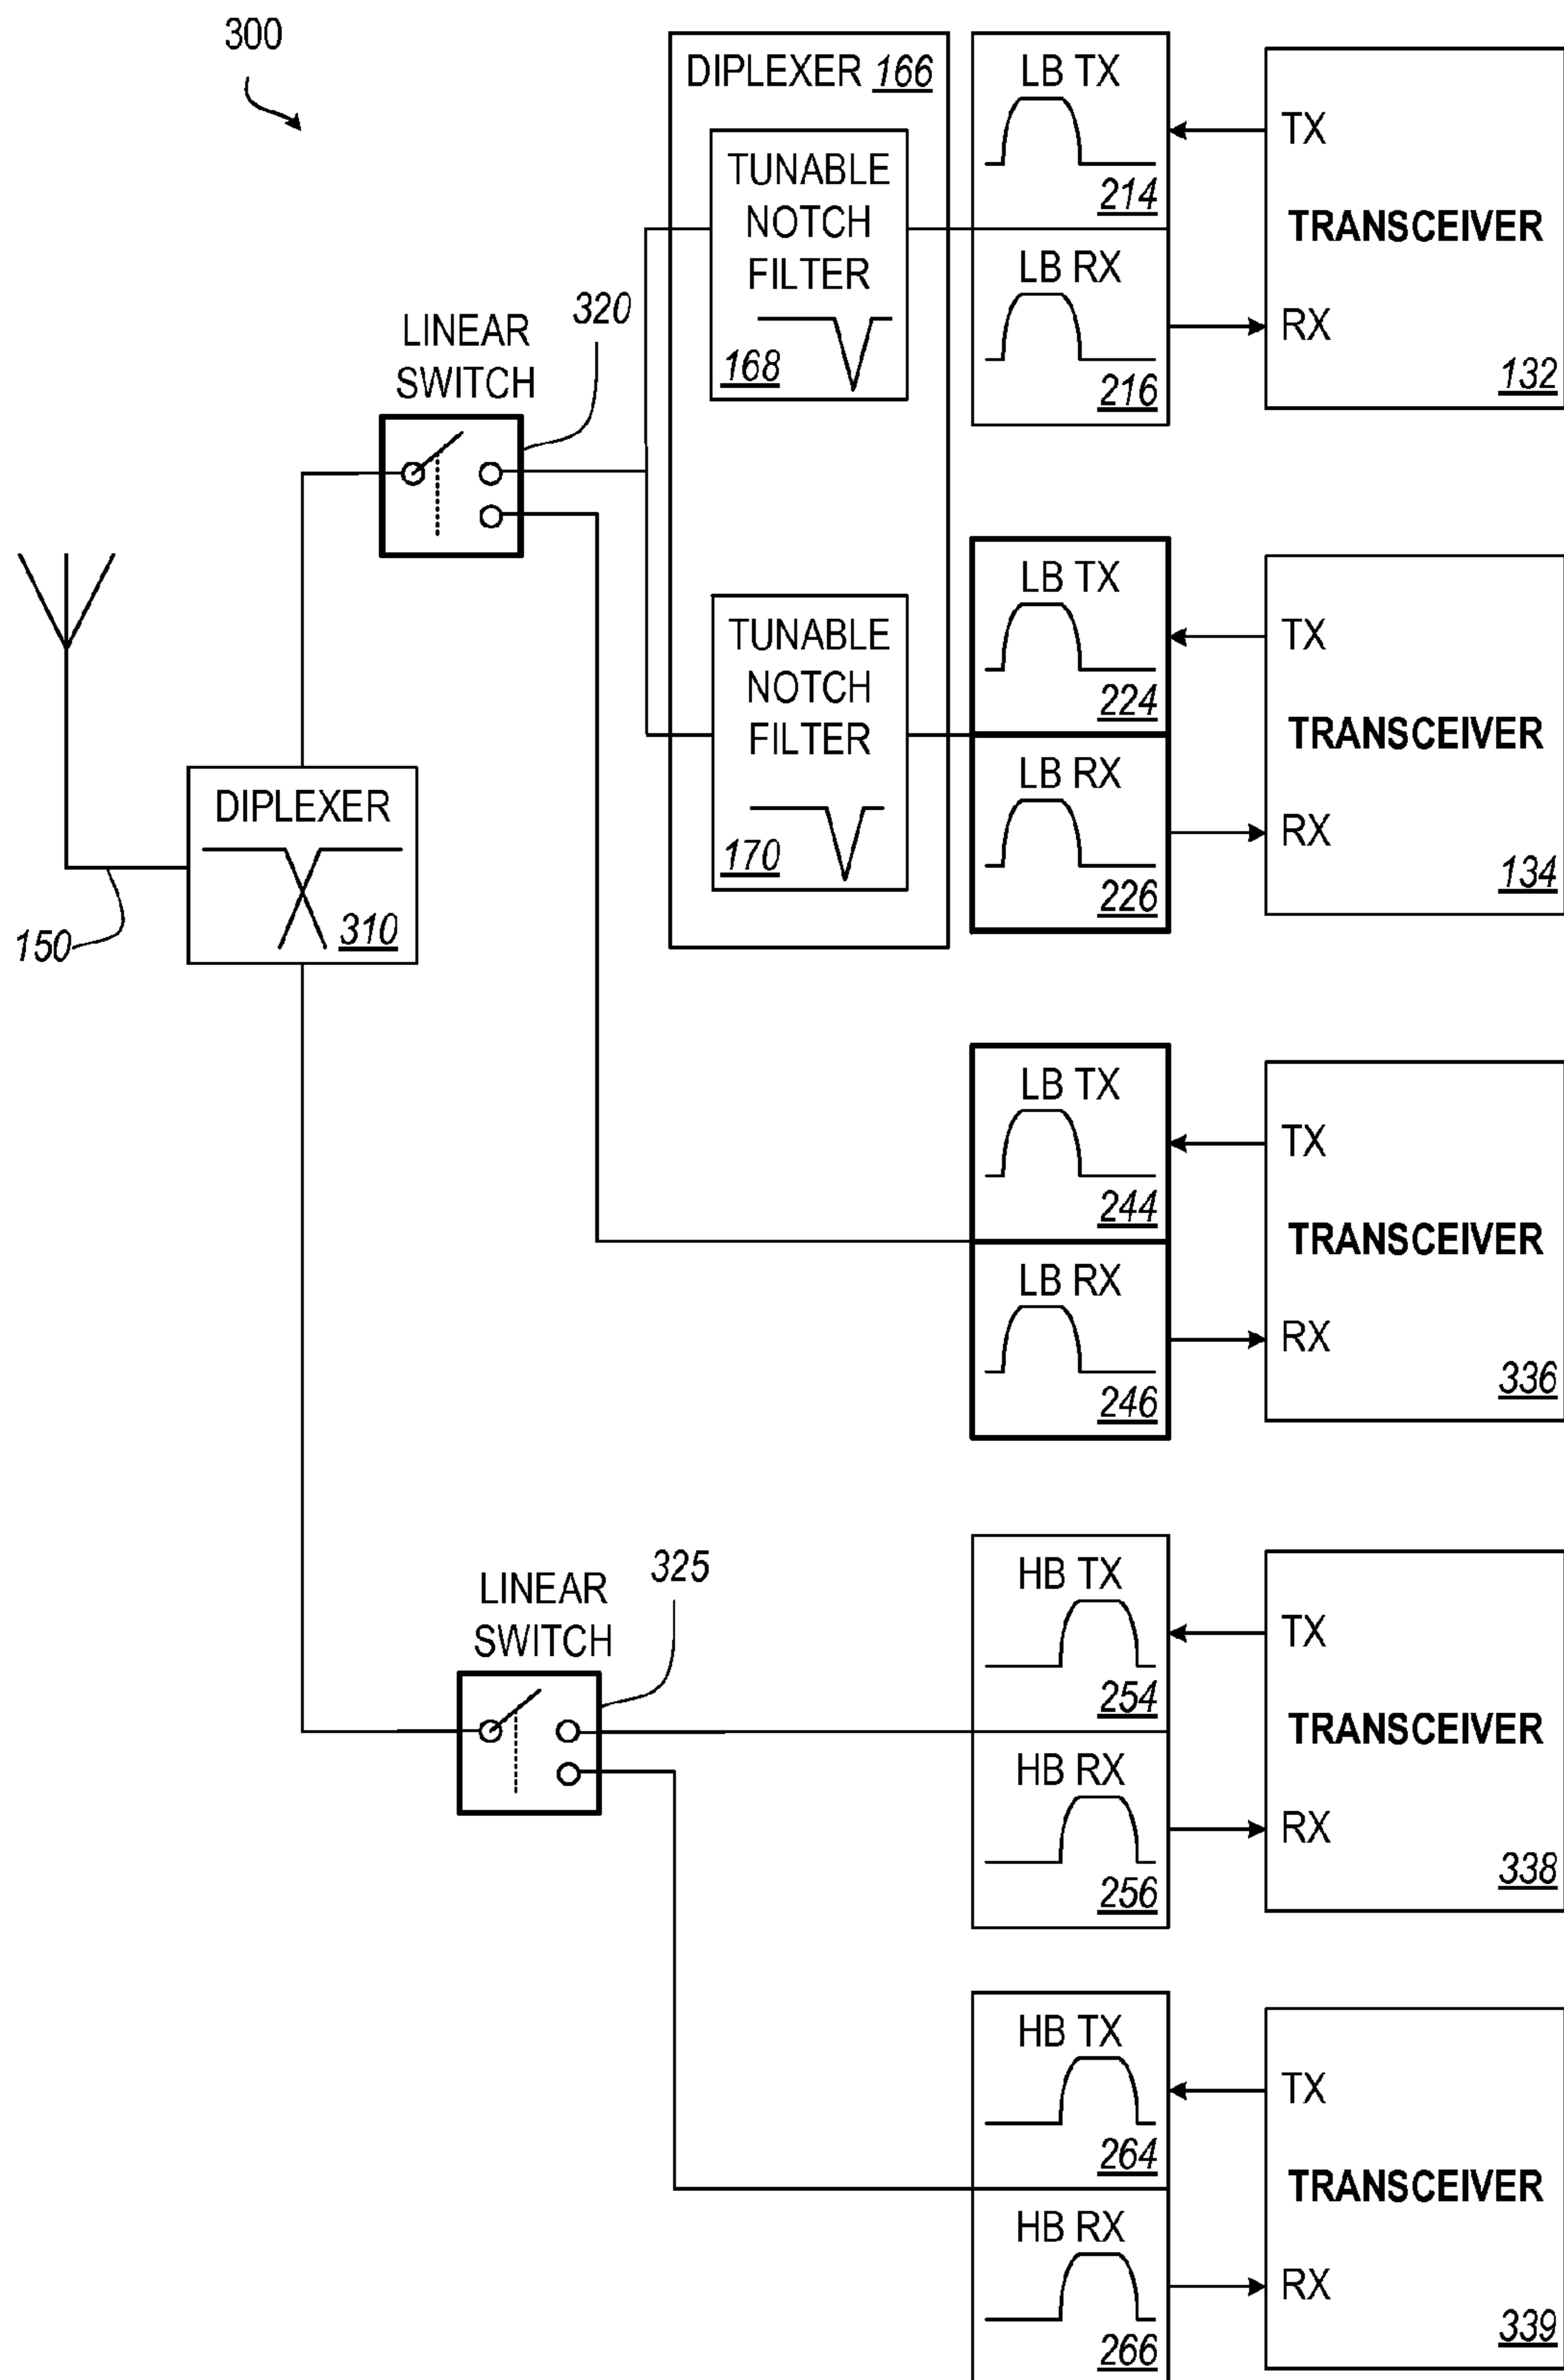 300
DIPLEXER 166
TUNABLE
NOTCH
FILTER
168
LB TX
214
LB RX
216
TX
TRANSCEIVER
RX
132
LINEAR
SWITCH
320
TUNABLE
NOTCH
FILTER
170
LB TX
224
LB RX
226
TX
TRANSCEIVER
RX
134
DIPLEXER
310
150
LB TX
244
LB RX
246
TX
TRANSCEIVER
RX
336
LINEAR
SWITCH
325
HB TX
254
HB RX
256
TX
TRANSCEIVER
RX
338
HB TX
264
HB RX
266
TX
TRANSCEIVER
RX
339